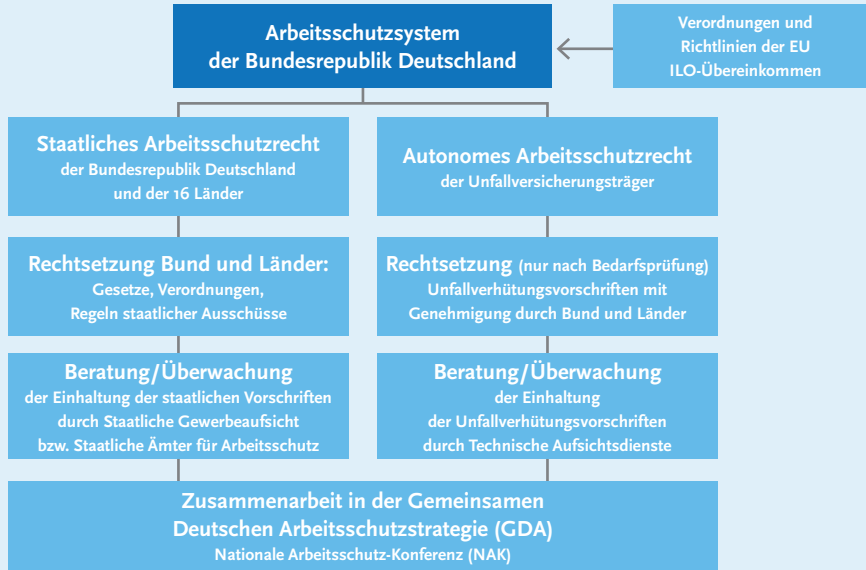 Arbeitsschutzsystem
der Bundesrepublik Deutschland
Verordnungen und
Richtlinien der EU
ILO-Übereinkommen
Staatliches Arbeitsschutzrecht
der Bundesrepublik Deutschland
und der 16 Länder
Autonomes Arbeitsschutzrecht
der Unfallversicherungsträger
Rechtsetzung Bund und Länder:
Gesetze, Verordnungen,
Regeln staatlicher Ausschüsse
Rechtsetzung (nur nach Bedarfsprüfung)
Unfallverhütungsvorschriften mit
Genehmigung durch Bund und Länder
Beratung/Überwachung
der Einhaltung der staatlichen Vorschriften
durch Staatliche Gewerbeaufsicht
bzw. Staatliche Ämter für Arbeitsschutz
Beratung/Überwachung
der Einhaltung
der Unfallverhütungsvorschriften
durch Technische Aufsichtsdienste
Zusammenarbeit in der Gemeinsamen
Deutschen Arbeitsschutzstrategie (GDA)
Nationale Arbeitsschutz-Konferenz (NAK)